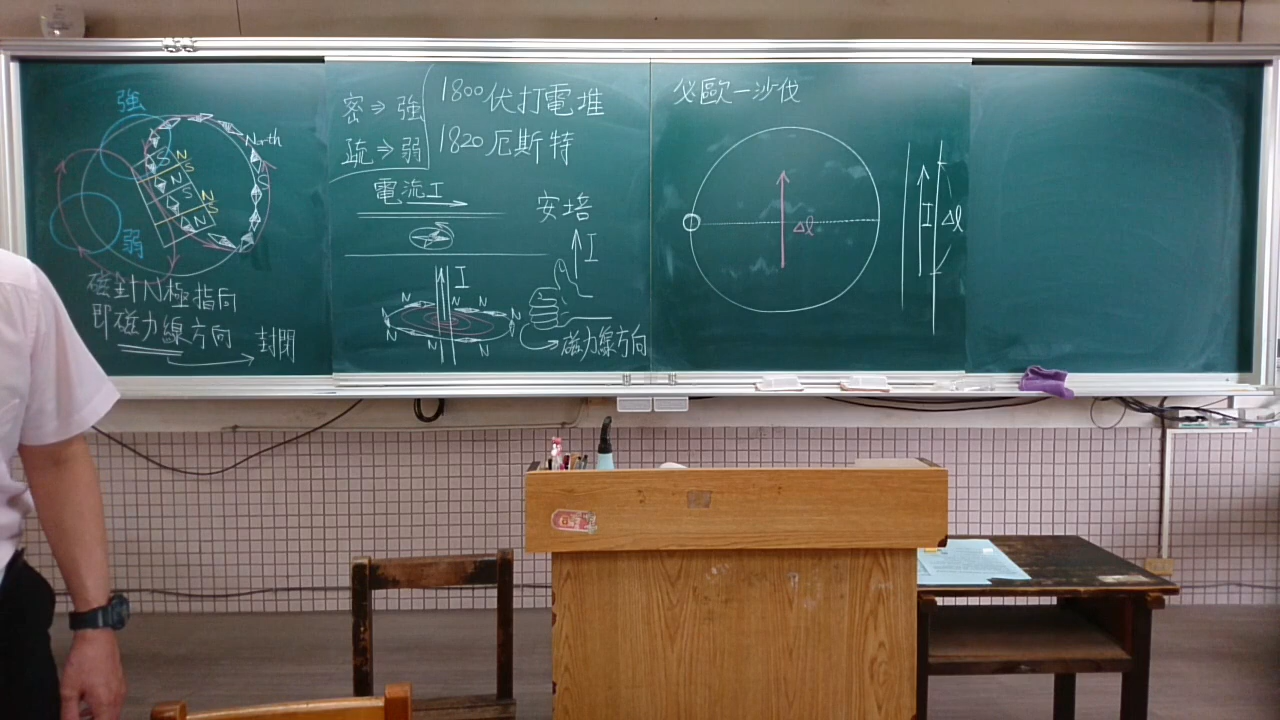 強
弱
North
S
N
S
N
S
N
S
N
S
磁針N極指向
即磁力線方向
封閉
密⇒強
疏⇒弱
1800伏打電堆
1820厄斯特
電流I
安培
I
I
N
N
N
N
N
N
N
磁力線方向
必歐一沙伐
Δl
I
Δl